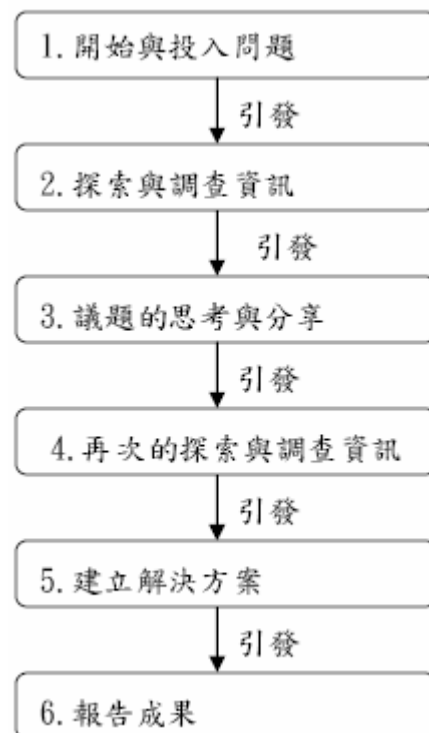 1.開始與投入問題
引發
2.探索與調查資訊
引發
3.議題的思考與分享
引發
4.再次的探索與調查資訊
引發
5.建立解決方案
引發
6.報告成果